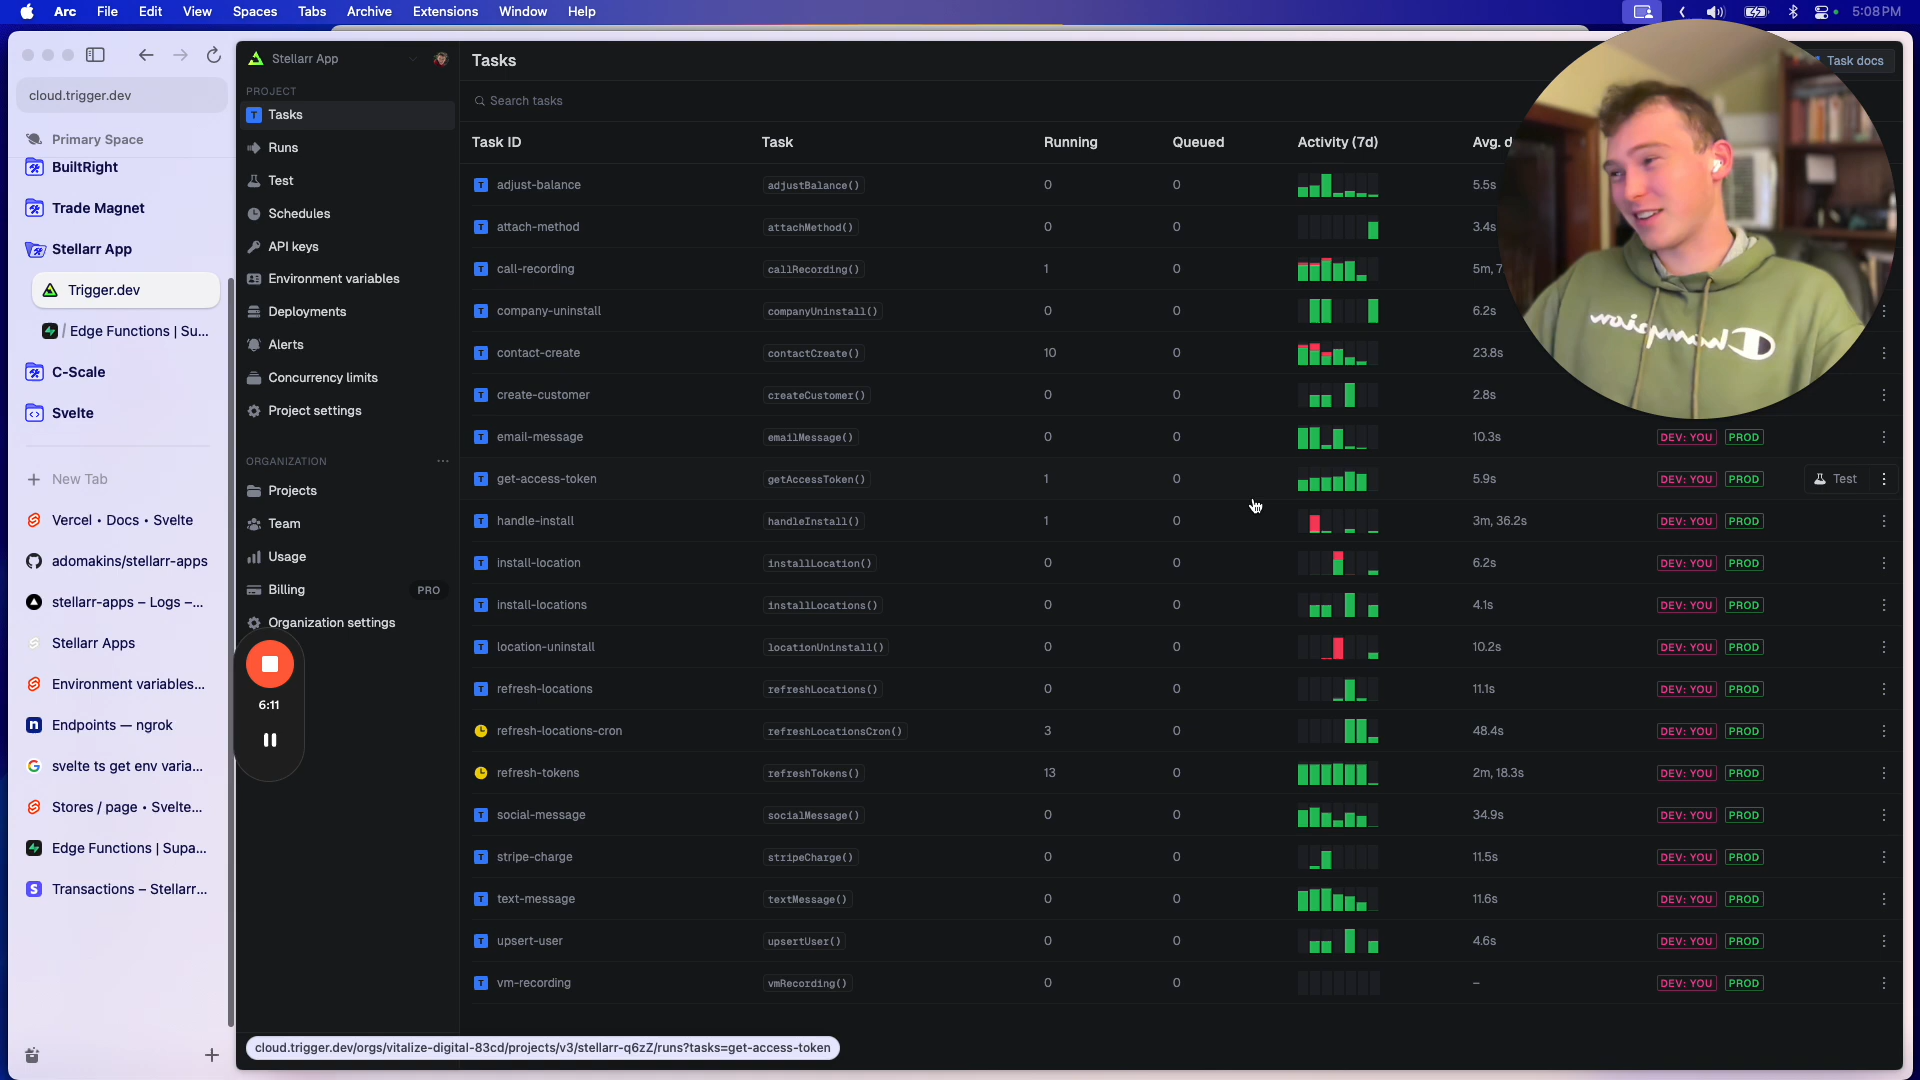 Arc File Edit View Spaces Tabs Archive Extensions Window Help 5:08 PM
cloud.trigger.dev
Primary Space
BuiltRight
Trade Magnet
Stellarr App
Trigger.dev
/ Edge Functions | Su...
C-Scale
Svelte
New Tab
Vercel • Docs • Svelte
adomakins/stellarr-apps
stellarr-apps – Logs –...
Stellarr Apps
Environment variables...
Endpoints — ngrok
svelte ts get env varia...
Stores / page • Svelte...
Edge Functions | Supa...
Transactions – Stellarr...
Stellarr App
PROJECT
Tasks
Runs
Test
Schedules
API keys
Environment variables
Deployments
Alerts
Concurrency limits
Project settings
ORGANIZATION
Projects
Team
Usage
Billing PRO
Organization settings
6:11
Tasks
Task docs
Search tasks
Task ID Task Running Queued Activity (7d) Avg. d
adjust-balance adjustBalance() 0 0 5.5s
attach-method attachMethod() 0 0 3.4s
call-recording callRecording() 1 0 5m, 7
company-uninstall companyUninstall() 0 0 6.2s
contact-create contactCreate() 10 0 23.8s
create-customer createCustomer() 0 0 2.8s
email-message emailMessage() 0 0 10.3s DEV: YOU PROD
get-access-token getAccessToken() 1 0 5.9s DEV: YOU PROD Test
handle-install handleInstall() 1 0 3m, 36.2s DEV: YOU PROD
install-location installLocation() 0 0 6.2s DEV: YOU PROD
install-locations installLocations() 0 0 4.1s DEV: YOU PROD
location-uninstall locationUninstall() 0 0 10.2s DEV: YOU PROD
refresh-locations refreshLocations() 0 0 11.1s DEV: YOU PROD
refresh-locations-cron refreshLocationsCron() 3 0 48.4s DEV: YOU PROD
refresh-tokens refreshTokens() 13 0 2m, 18.3s DEV: YOU PROD
social-message socialMessage() 0 0 34.9s DEV: YOU PROD
stripe-charge stripeCharge() 0 0 11.5s DEV: YOU PROD
text-message textMessage() 0 0 11.6s DEV: YOU PROD
upsert-user upsertUser() 0 0 4.6s DEV: YOU PROD
vm-recording vmRecording() 0 0 – DEV: YOU PROD
cloud.trigger.dev/orgs/vitalize-digital-83cd/projects/v3/stellarr-q6zZ/runs?tasks=get-access-token
Champion